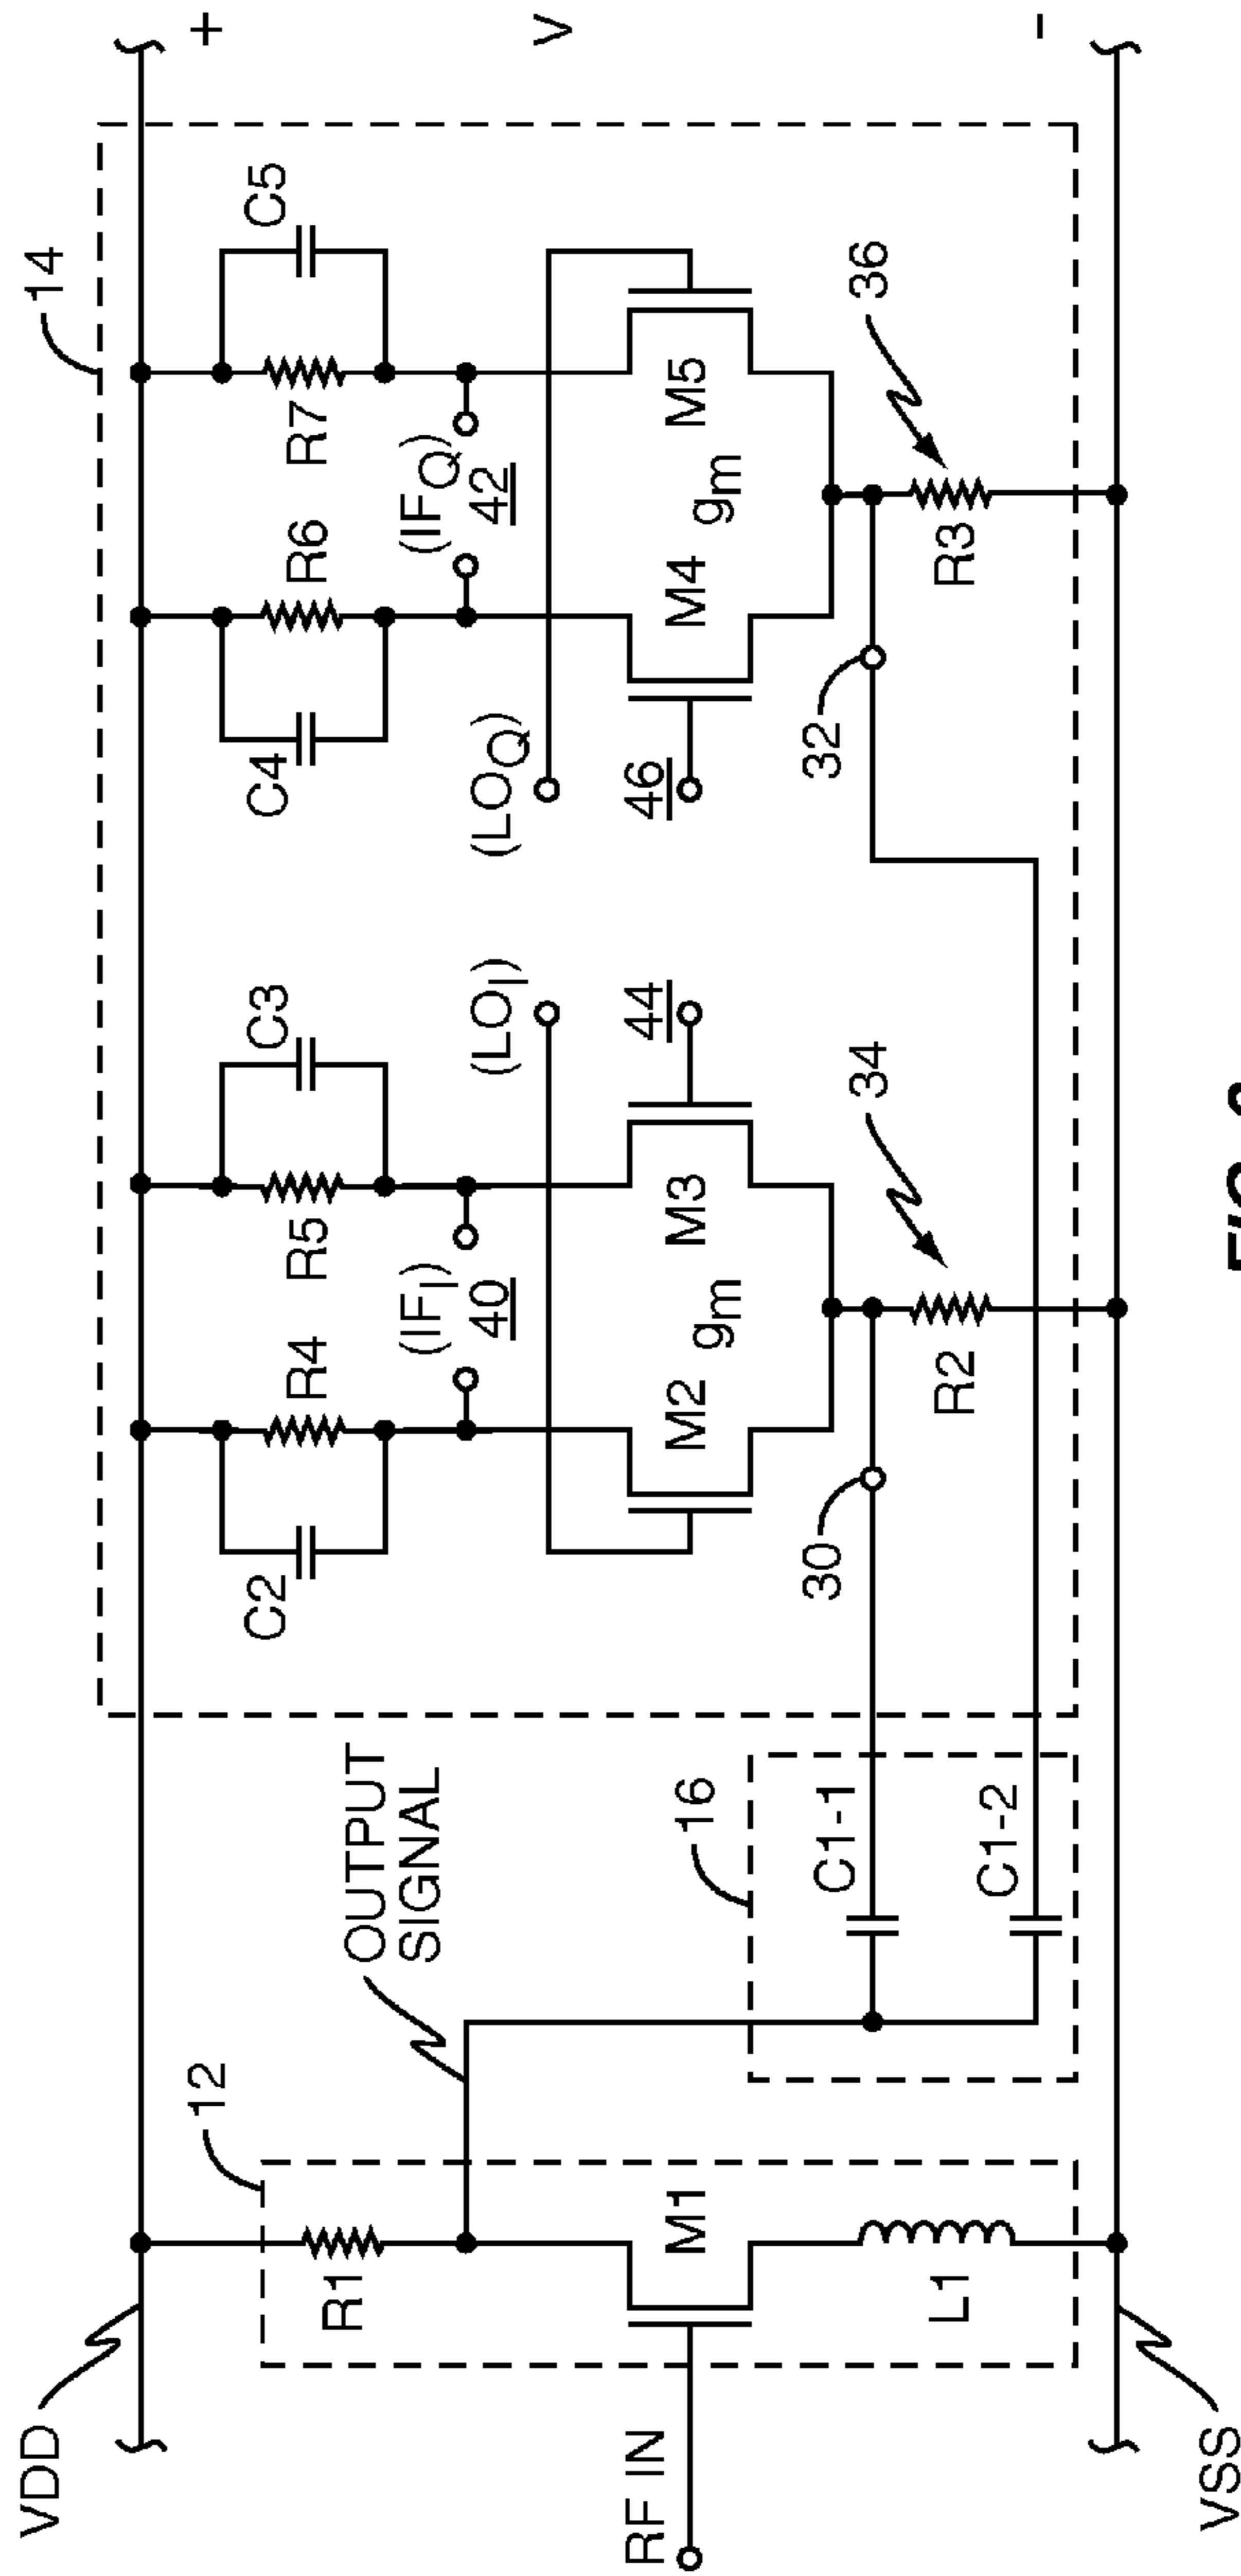 14
+
C4
R6
R7
C5
C2
R4
R5
C3
(IF_I)
40
(IF_Q)
42
V
(LO_I)
(LO_Q)
12
VDD
R1
OUTPUT
SIGNAL
RF IN
M1
M2
g_m
M3
44
46
M4
g_m
M5
16
C1-1
30
34
32
36
L1
C1-2
R2
R3
–
VSS
FIG.